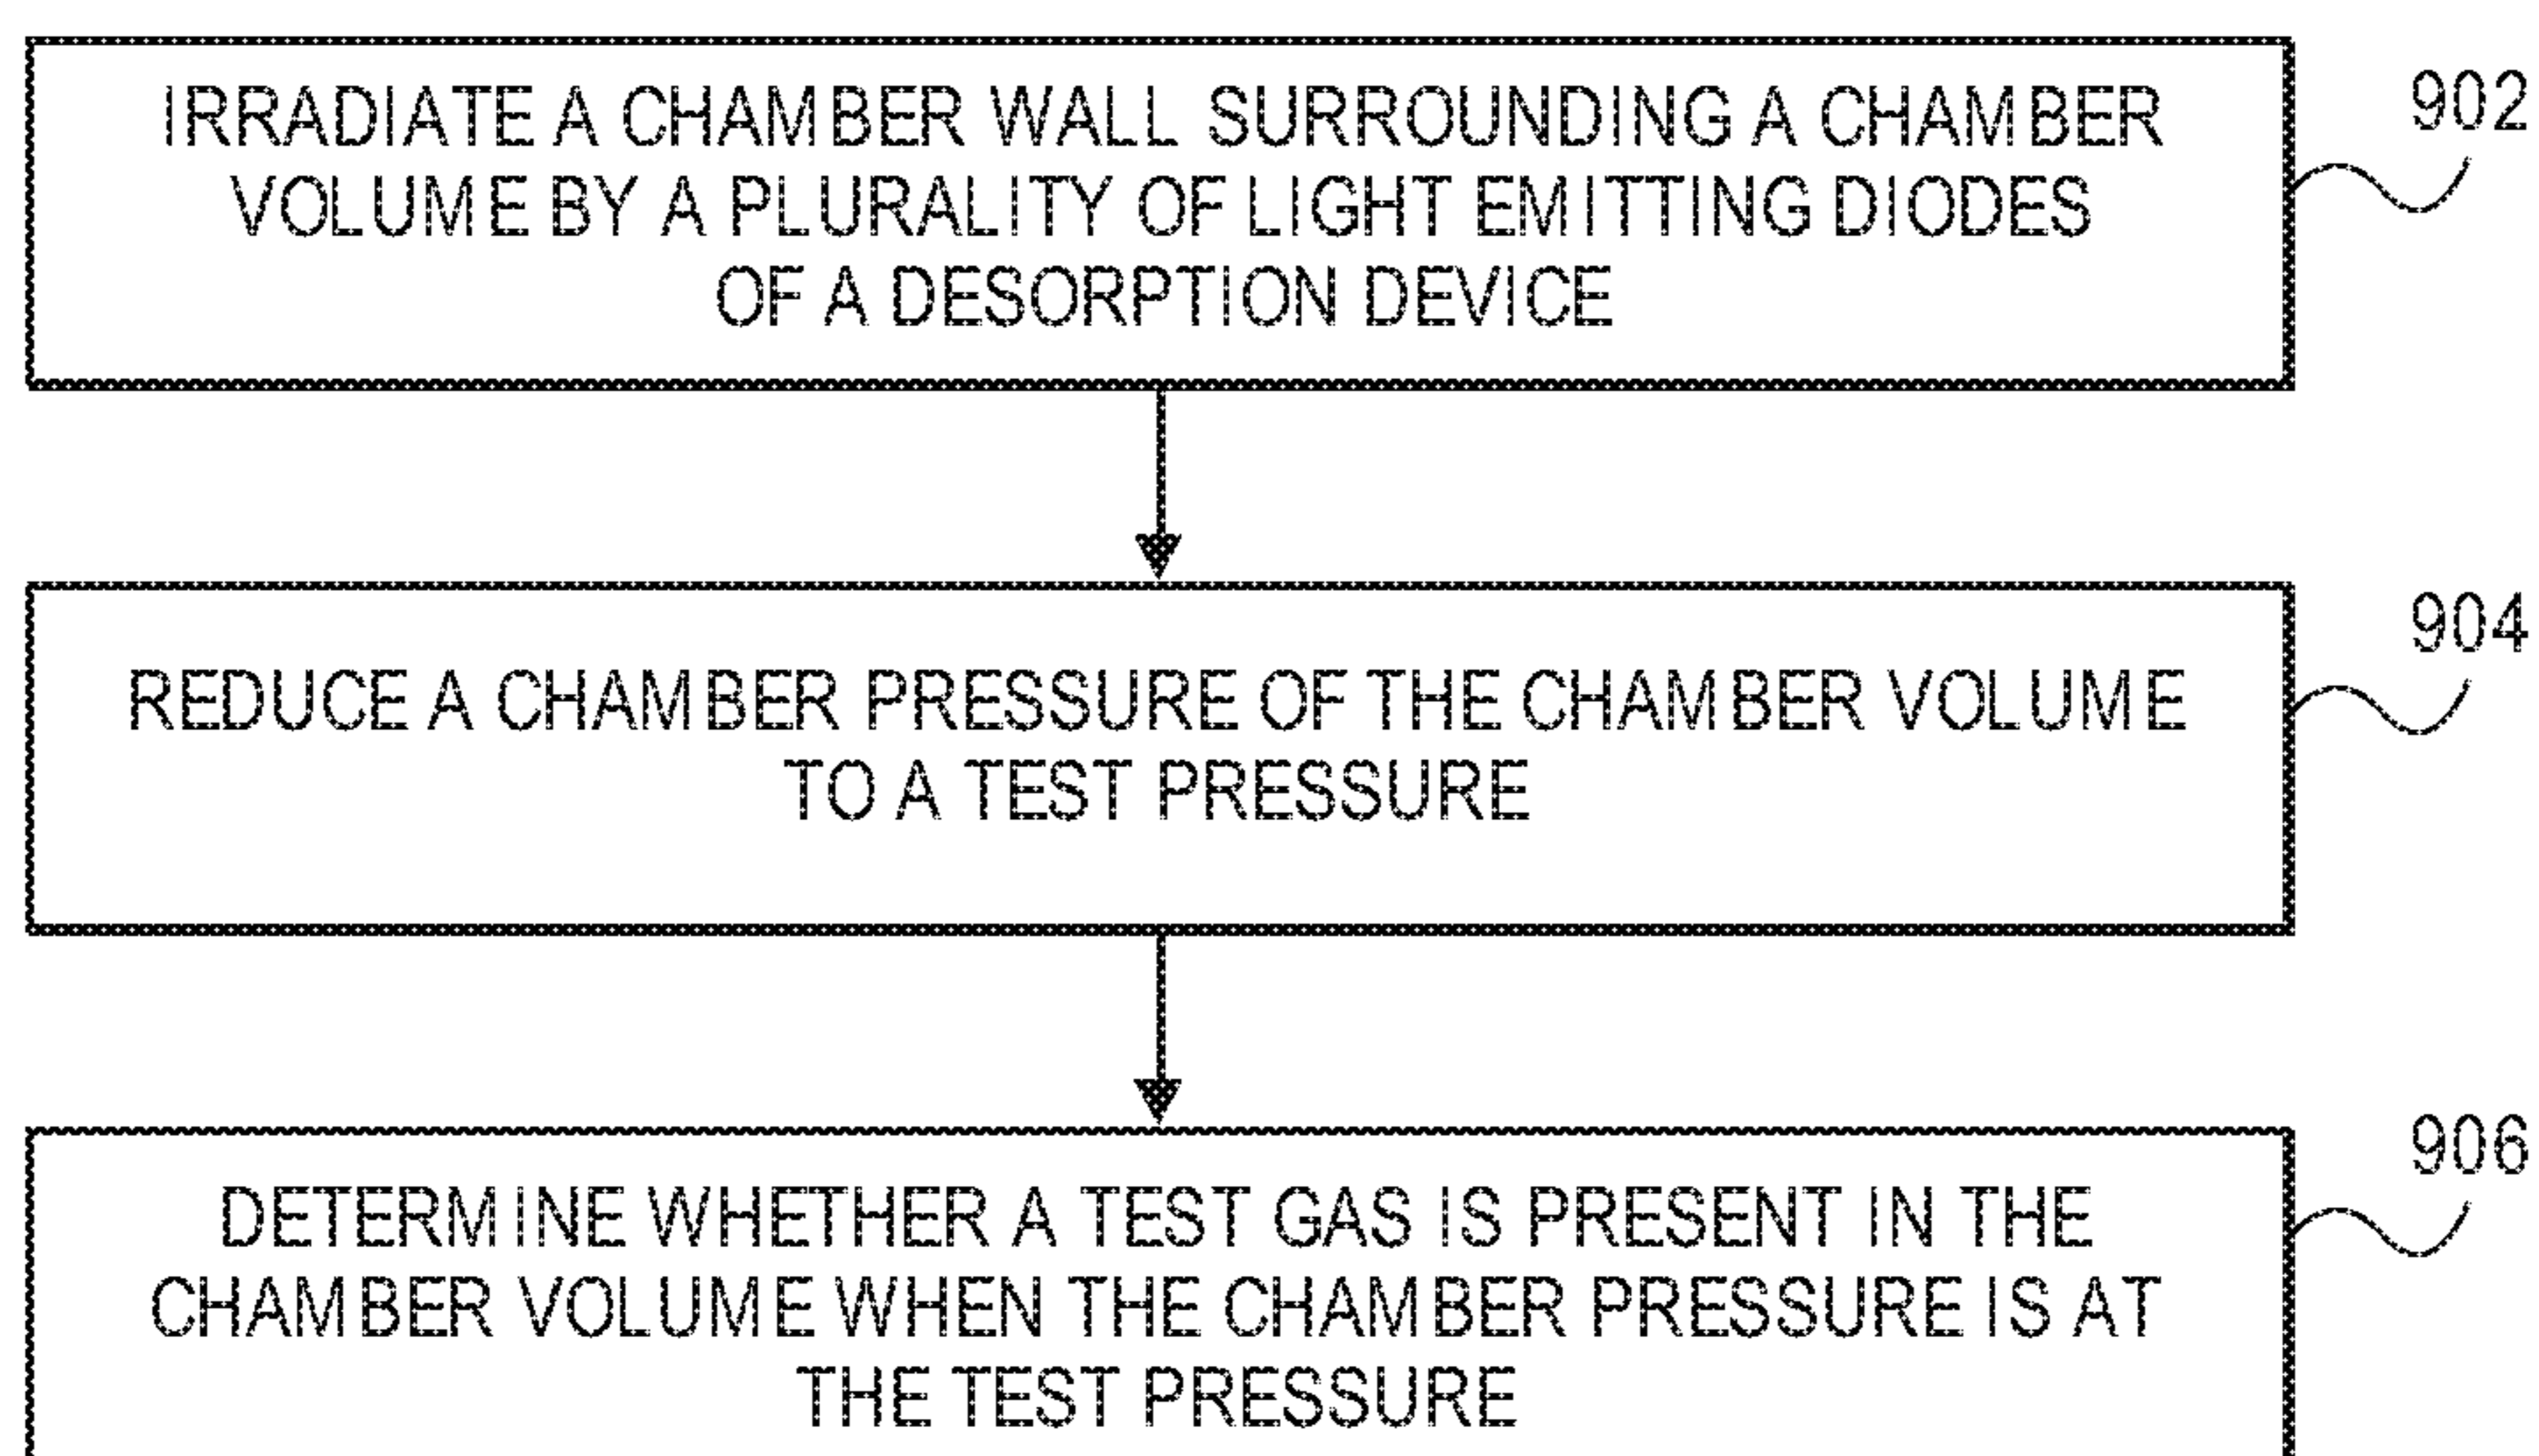 IRRADIATE A CHAMBER WALL SURROUNDING A CHAMBER
VOLUME BY A PLURALITY OF LIGHT EMITTING DIODES
OF A DESORPTION DEVICE
902
REDUCE A CHAMBER PRESSURE OF THE CHAMBER VOLUME
TO A TEST PRESSURE
904
DETERMINE WHETHER A TEST GAS IS PRESENT IN THE
CHAMBER VOLUME WHEN THE CHAMBER PRESSURE IS AT
THE TEST PRESSURE
906